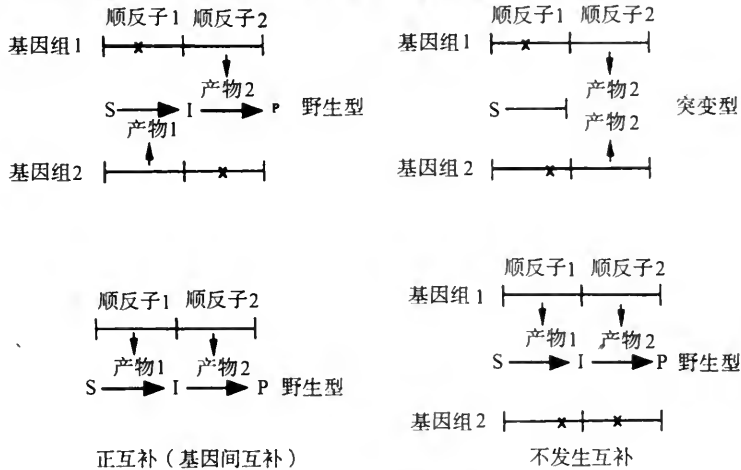 顺反子1 顺反子2
基因组1
产物2
S I P 野生型
产物1
基因组2
顺反子1 顺反子2
基因组1
产物2
S 突变型
产物2
基因组2
顺反子1 顺反子2
产物1 产物2
S I P 野生型
正互补(基因间互补)
顺反子1 顺反子2
基因组1
产物1 产物2
S I P 野生型
基因组2
不发生互补